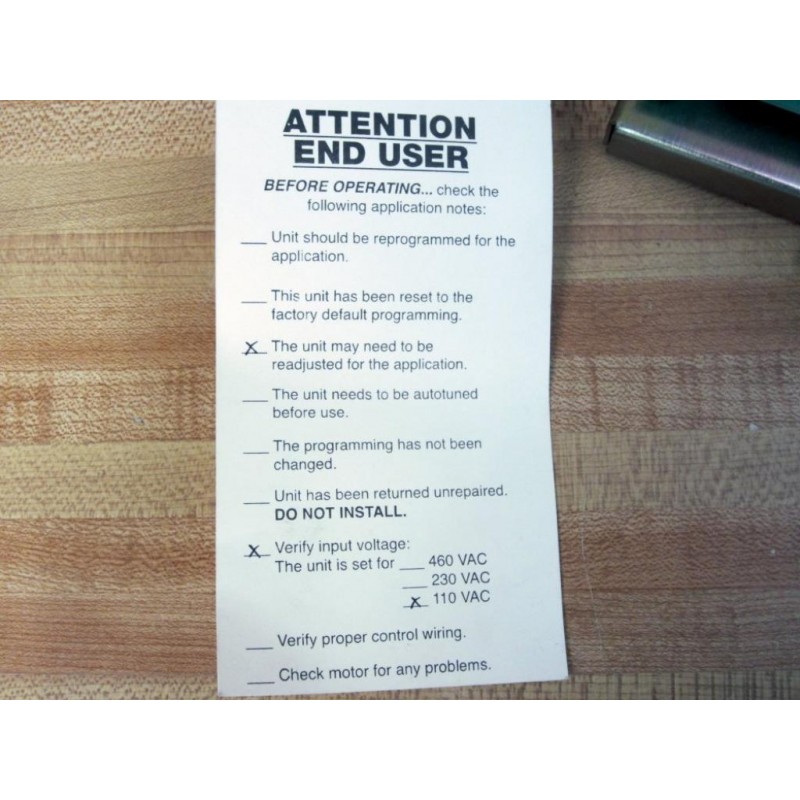 ATTENTION
END USER
BEFORE OPERATING... check the
following application notes:
___ Unit should be reprogrammed for the
application.
___ This unit has been reset to the
factory default programming.
_X_ The unit may need to be
readjusted for the application.
___ The unit needs to be autotuned
before use.
___ The programming has not been
changed.
___ Unit has been returned unrepaired.
DO NOT INSTALL.
_X_ Verify input voltage:
The unit is set for ___ 460 VAC
___ 230 VAC
_X_ 110 VAC
___ Verify proper control wiring.
___ Check motor for any problems.